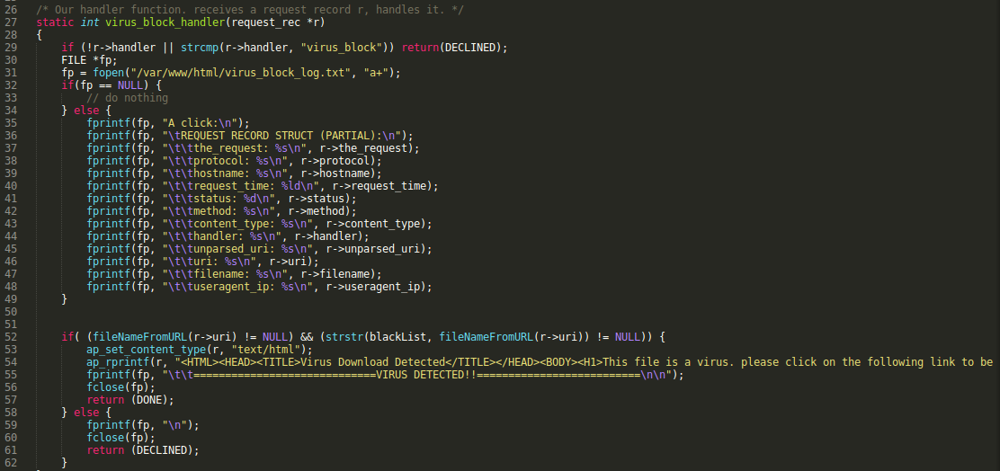 26 /* Our handler function. receives a request record r, handles it. */
27 static int virus_block_handler(request_rec *r)
28 {
29     if (!r->handler || strcmp(r->handler, "virus_block")) return(DECLINED);
30     FILE *fp;
31     fp = fopen("/var/www/html/virus_block_log.txt", "a+");
32     if(fp == NULL) {
33         // do nothing
34     } else {
35         fprintf(fp, "A click:\n");
36         fprintf(fp, "\tREQUEST RECORD STRUCT (PARTIAL):\n");
37         fprintf(fp, "\t\tthe_request: %s\n", r->the_request);
38         fprintf(fp, "\t\tprotocol: %s\n", r->protocol);
39         fprintf(fp, "\t\thostname: %s\n", r->hostname);
40         fprintf(fp, "\t\trequest_time: %ld\n", r->request_time);
41         fprintf(fp, "\t\tstatus: %d\n", r->status);
42         fprintf(fp, "\t\tmethod: %s\n", r->method);
43         fprintf(fp, "\t\tcontent_type: %s\n", r->content_type);
44         fprintf(fp, "\t\thandler: %s\n", r->handler);
45         fprintf(fp, "\t\tunparsed_uri: %s\n", r->unparsed_uri);
46         fprintf(fp, "\t\turi: %s\n", r->uri);
47         fprintf(fp, "\t\tfilename: %s\n", r->filename);
48         fprintf(fp, "\t\tuseragent_ip: %s\n", r->useragent_ip);
49     }
50
51
52     if( (fileNameFromURL(r->uri) != NULL) && (strstr(blackList, fileNameFromURL(r->uri)) != NULL)) {
53         ap_set_content_type(r, "text/html");
54         ap_rprintf(r, "<HTML><HEAD><TITLE>Virus Download Detected</TITLE></HEAD><BODY><H1>This file is a virus. please click on the following link to be
55         fprintf(fp, "\t\t=============================VIRUS DETECTED!!==========================\n\n");
56         fclose(fp);
57         return (DONE);
58     } else {
59         fprintf(fp, "\n");
60         fclose(fp);
61         return (DECLINED);
62     }